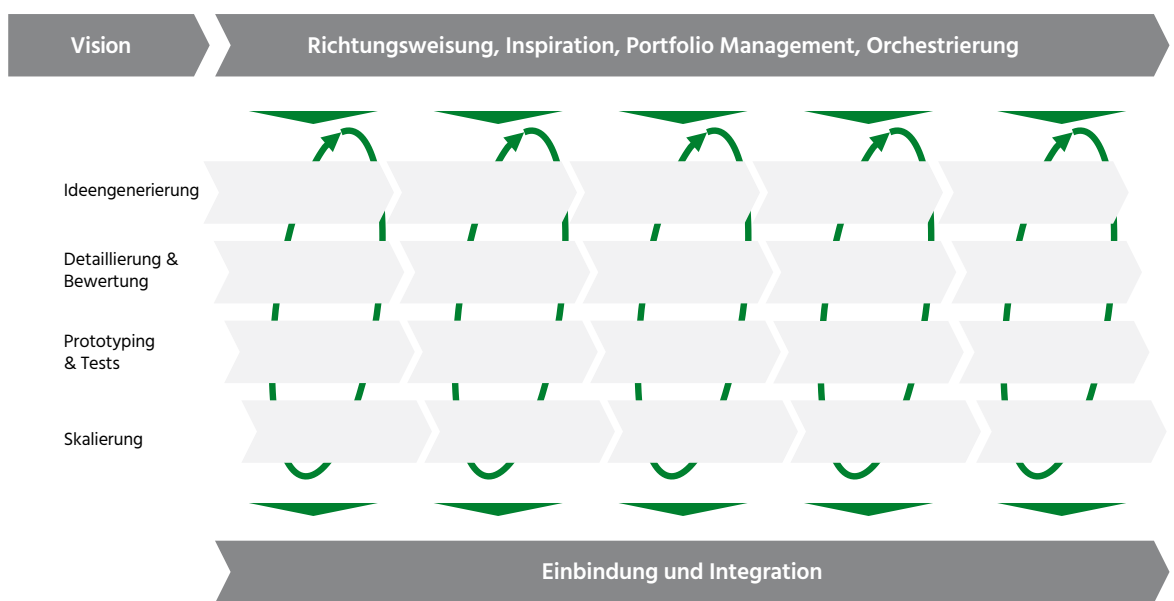 Vision
Richtungsweisung, Inspiration, Portfolio Management, Orchestrierung
Ideengenerierung
Detaillierung &
Bewertung
Prototyping
& Tests
Skalierung
Einbindung und Integration